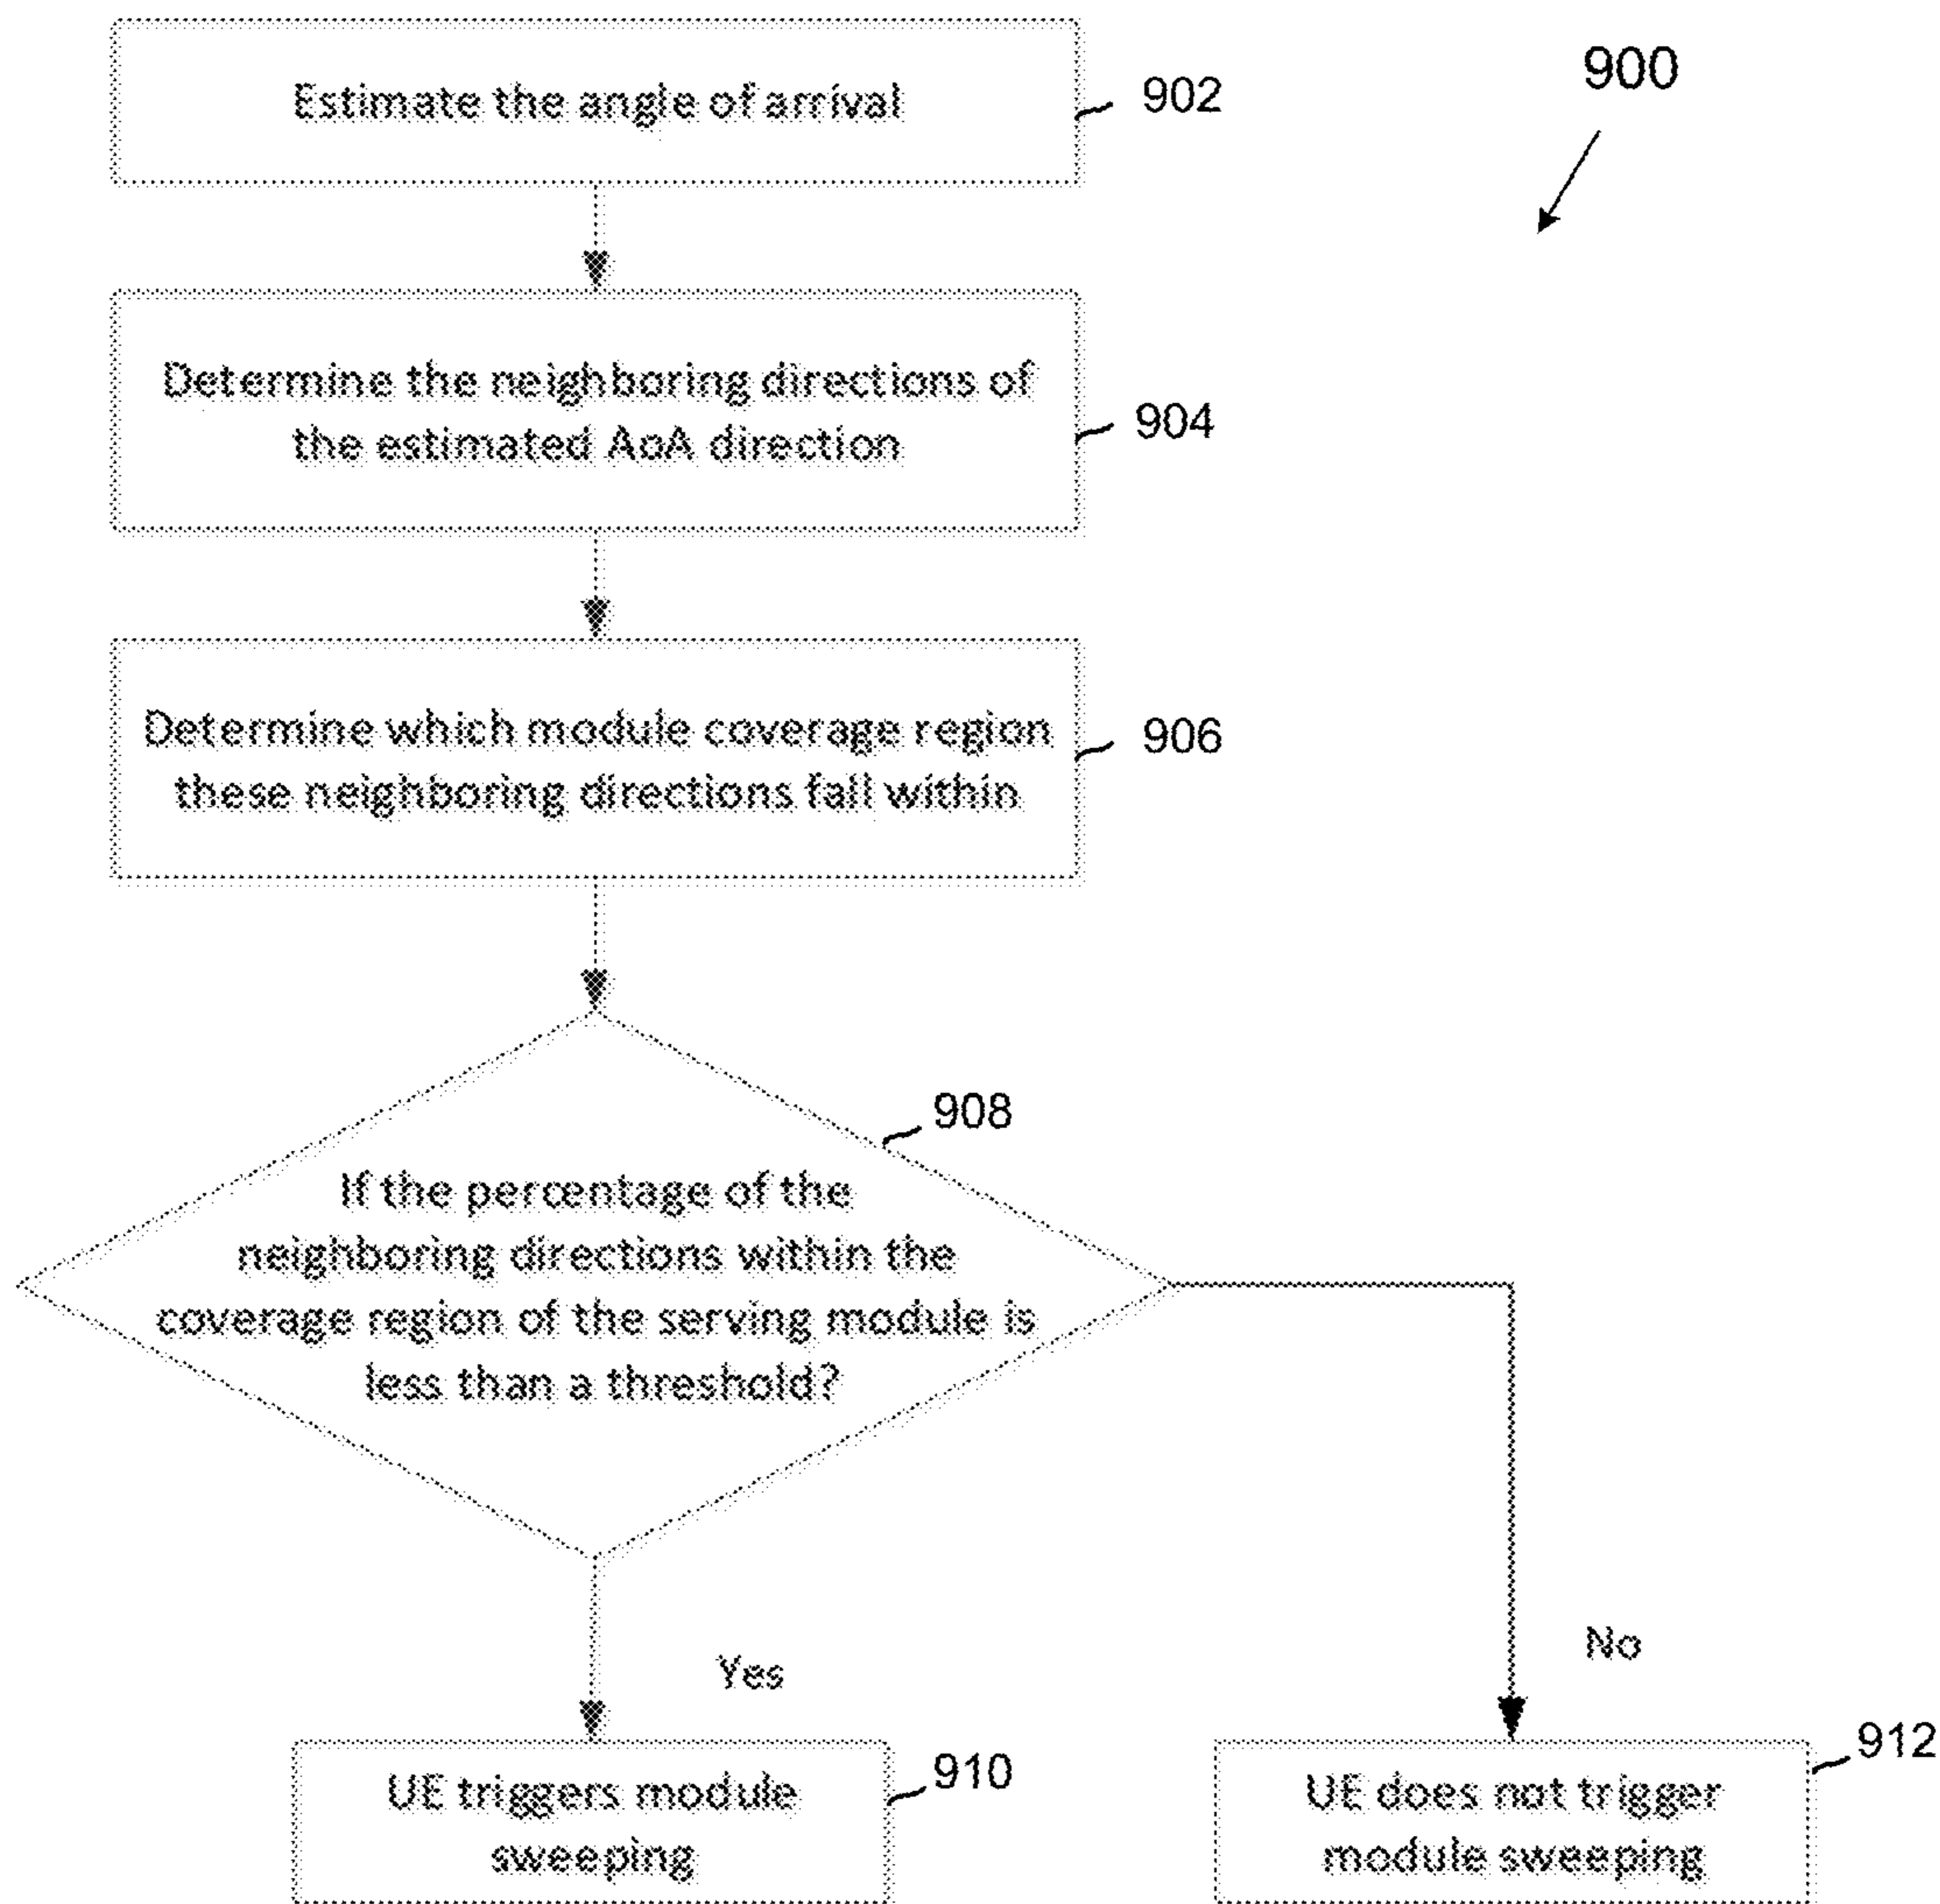 900
Estimate the angle of arrival
902
Determine the neighboring directions of
the estimated AoA direction
904
Determine which module coverage region
these neighboring directions fall within
906
908
If the percentage of the
neighboring directions within the
coverage region of the serving module is
less than a threshold?
Yes
No
UE triggers module
sweeping
910
UE does not trigger
module sweeping
912